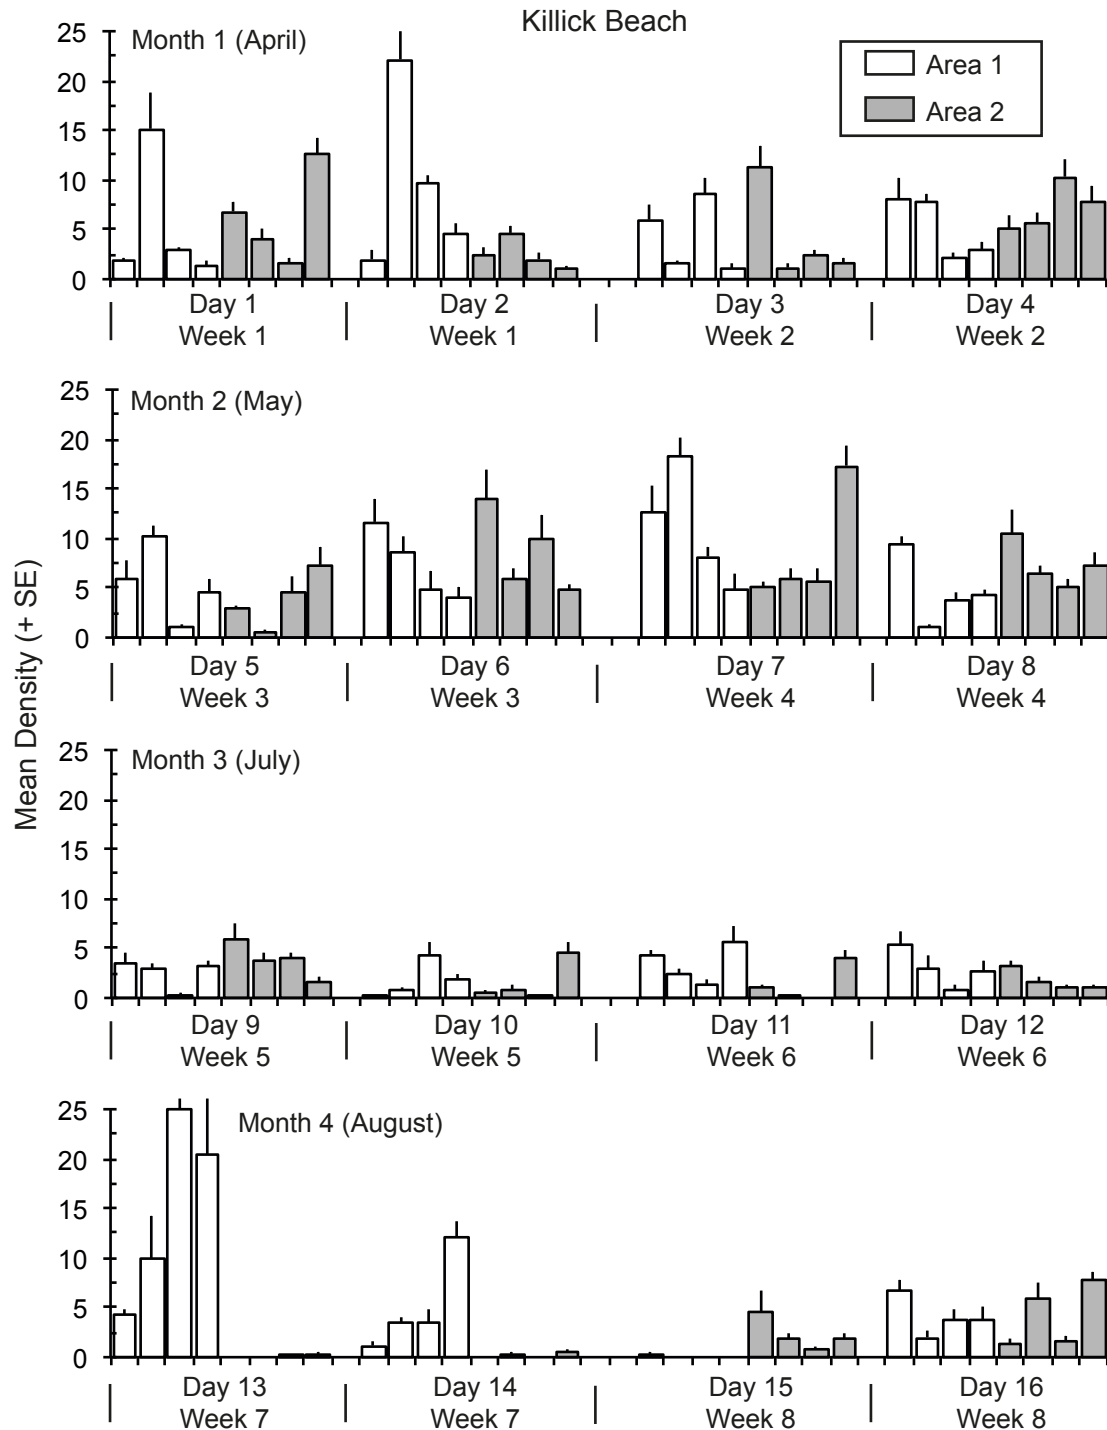 Killick Beach
Month 1 (April)
Area 1
Area 2
25
20
15
10
5
0
Day 1
Week 1
Day 2
Week 1
Day 3
Week 2
Day 4
Week 2
Mean Density (+ SE)
Month 2 (May)
25
20
15
10
5
0
Day 5
Week 3
Day 6
Week 3
Day 7
Week 4
Day 8
Week 4
Month 3 (July)
25
20
15
10
5
0
Day 9
Week 5
Day 10
Week 5
Day 11
Week 6
Day 12
Week 6
Month 4 (August)
25
20
15
10
5
0
Day 13
Week 7
Day 14
Week 7
Day 15
Week 8
Day 16
Week 8